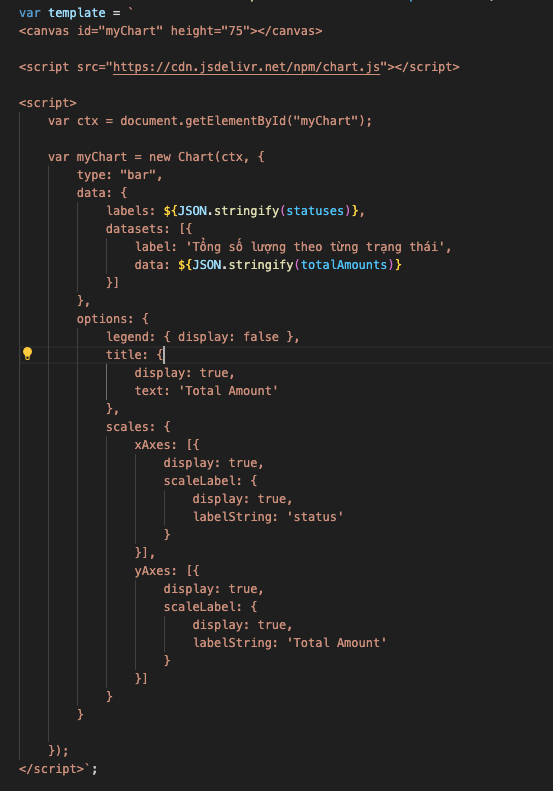 var template = `
<canvas id="myChart" height="75"></canvas>
<script src="https://cdn.jsdelivr.net/npm/chart.js"></script>
<script>
var ctx = document.getElementById("myChart");
var myChart = new Chart(ctx, {
type: "bar",
data: {
labels: ${JSON.stringify(statuses)},
datasets: [{
label: 'Tổng số lượng theo từng trạng thái',
data: ${JSON.stringify(totalAmounts)}
}]
},
options: {
legend: { display: false },
title: {
display: true,
text: 'Total Amount'
},
scales: {
xAxes: [{
display: true,
scaleLabel: {
display: true,
labelString: 'status'
}
}],
yAxes: [{
display: true,
scaleLabel: {
display: true,
labelString: 'Total Amount'
}
}]
}
}
});
</script>`;